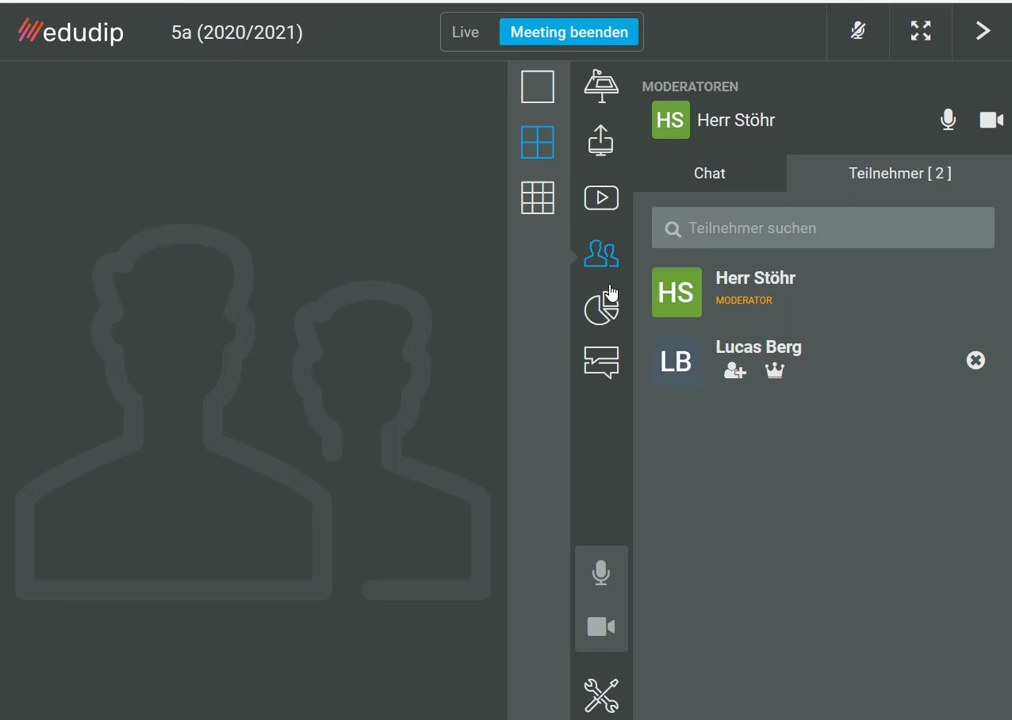 edudip
5a (2020/2021)
Live
Meeting beenden
MODERATOREN
HS
Herr Stöhr
Chat
Teilnehmer [ 2 ]
Teilnehmer suchen
HS
Herr Stöhr
MODERATOR
LB
Lucas Berg